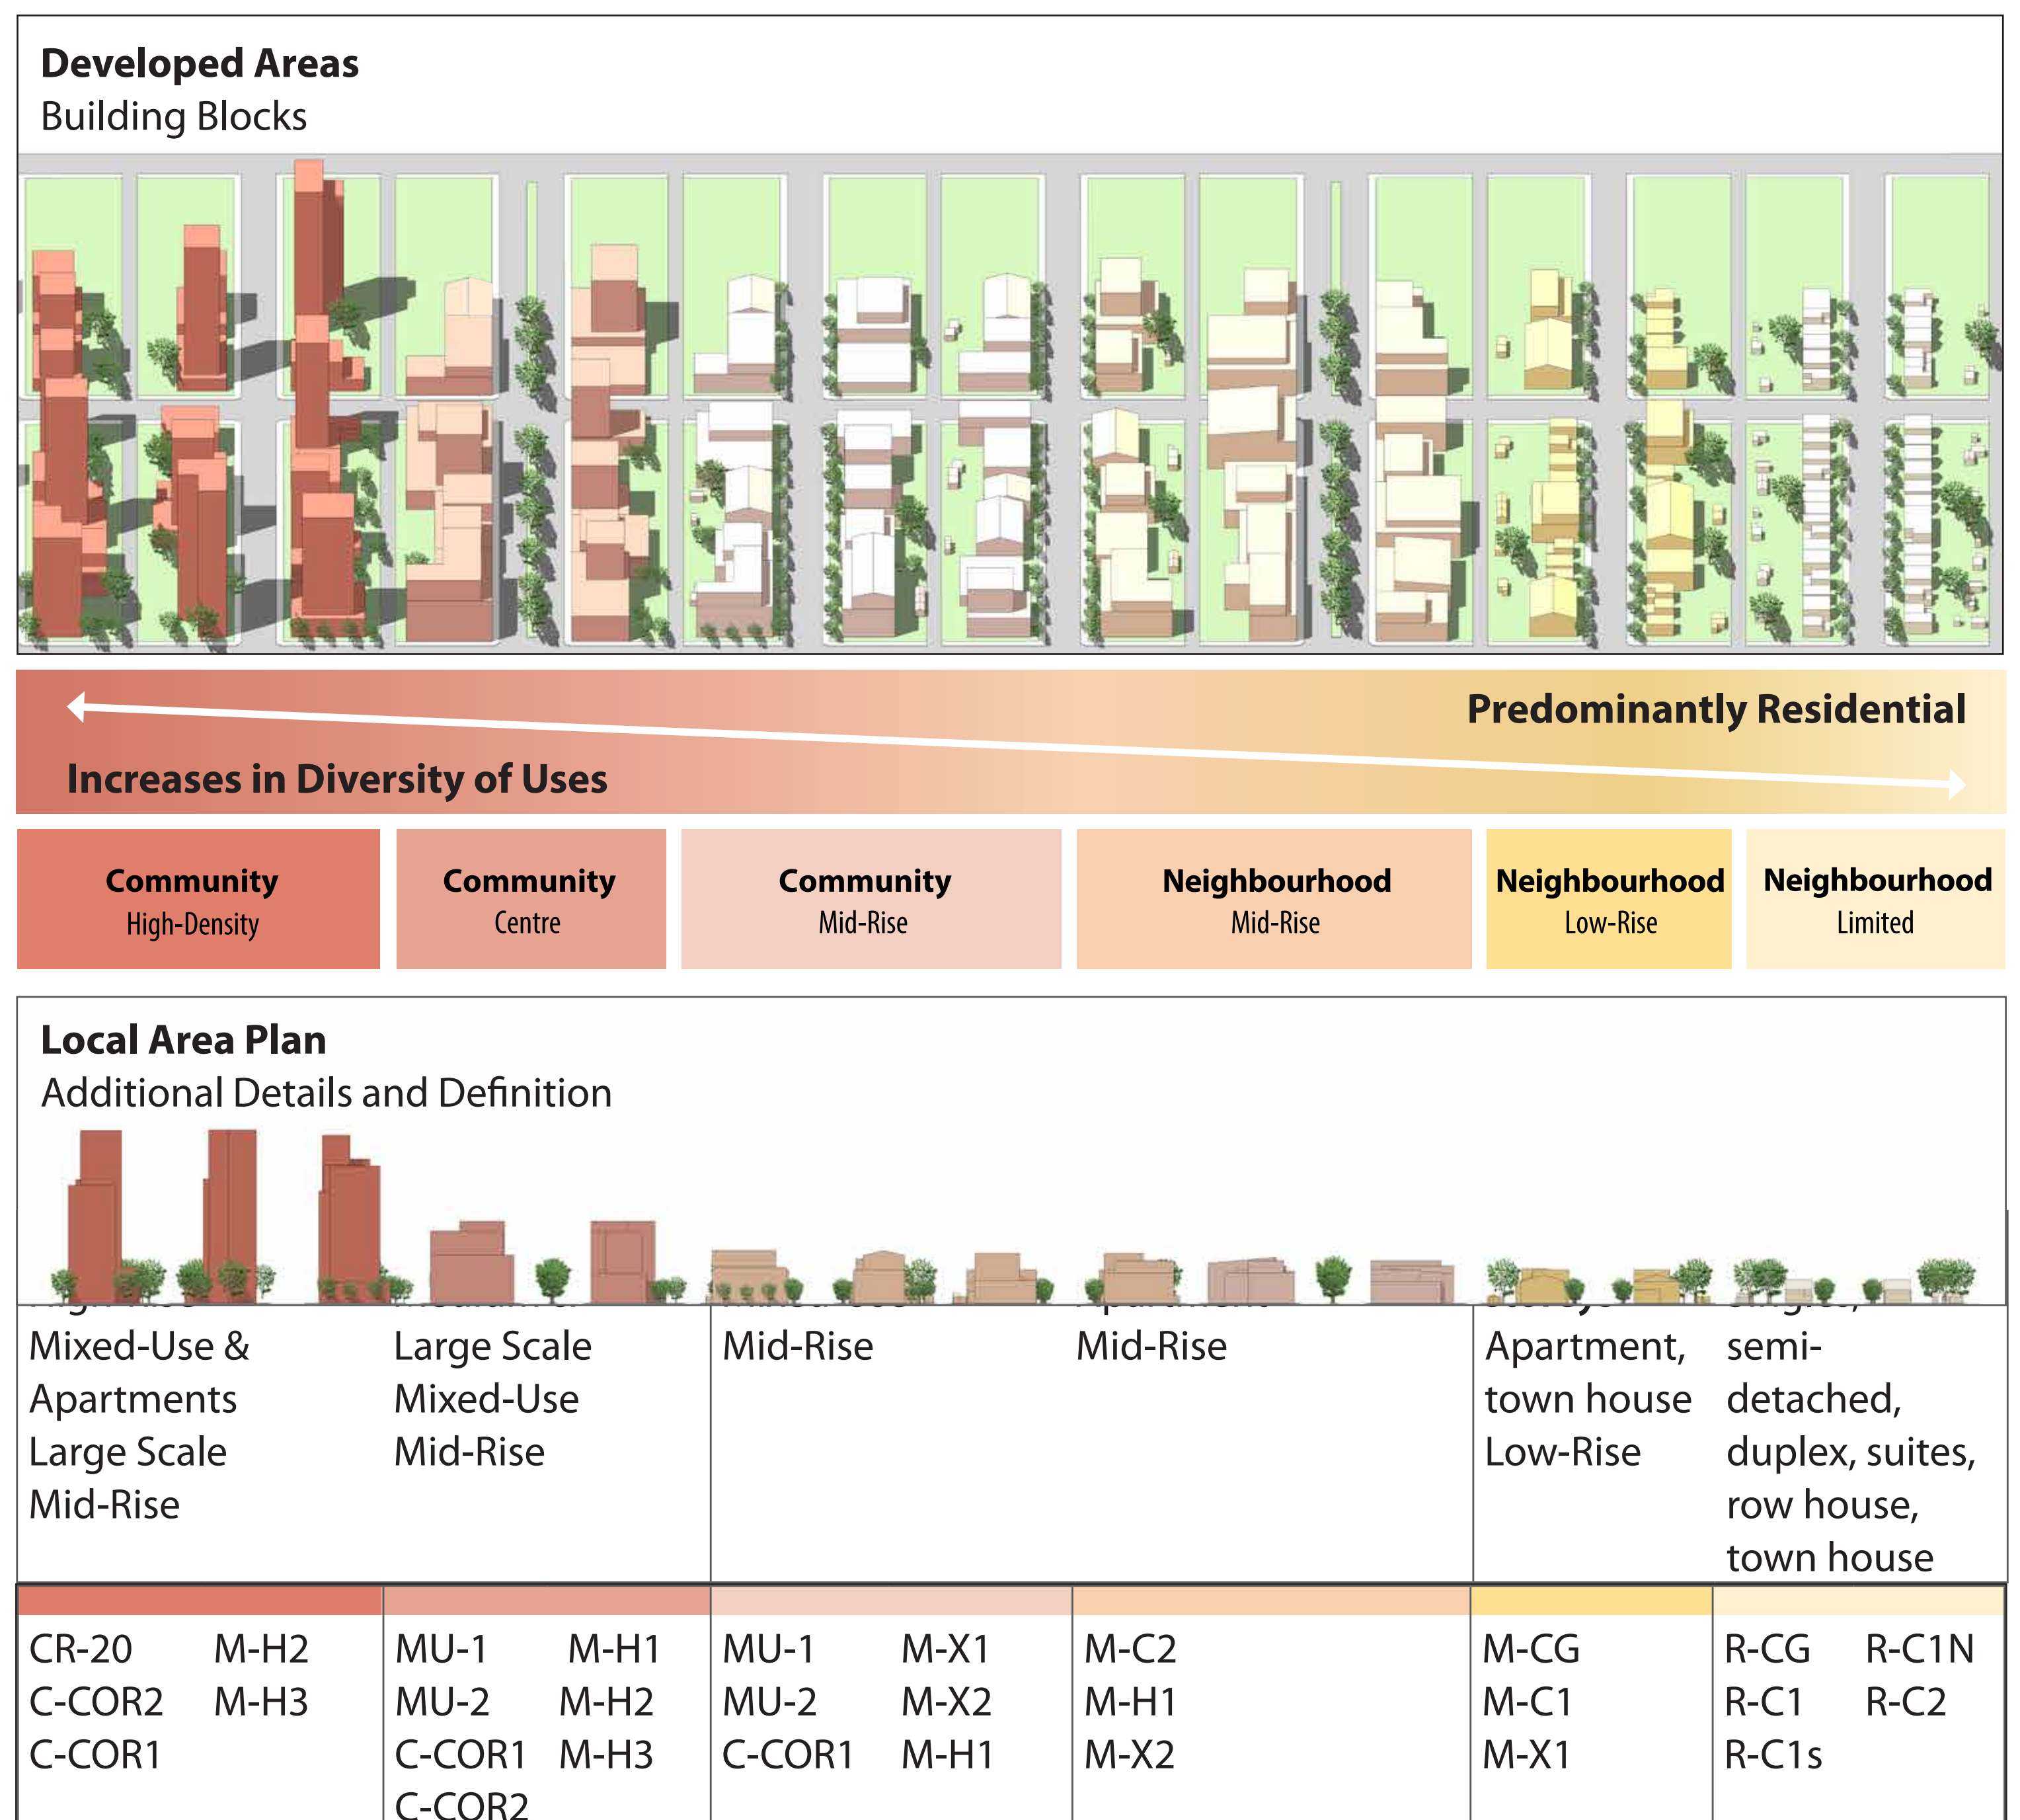 Developed Areas
Building Blocks
Predominantly Residential
Increases in Diversity of Uses
Community
High-Density
Community
Centre
Community
Mid-Rise
Neighbourhood
Mid-Rise
Neighbourhood
Low-Rise
Neighbourhood
Limited
Local Area Plan
Additional Details and Definition
Mixed-Use &
Apartments
Large Scale
Mid-Rise
Large Scale
Mixed-Use
Mid-Rise
Mid-Rise
Mid-Rise
Apartment,
town house
Low-Rise
semi-
detached,
duplex, suites,
row house,
town house
CR-20 M-H2
C-COR2 M-H3
C-COR1
MU-1 M-H1
MU-2 M-H2
C-COR1 M-H3
C-COR2
MU-1 M-X1
MU-2 M-X2
C-COR1 M-H1
M-C2
M-H1
M-X2
M-CG
M-C1
M-X1
R-CG R-C1N
R-C1 R-C2
R-C1s